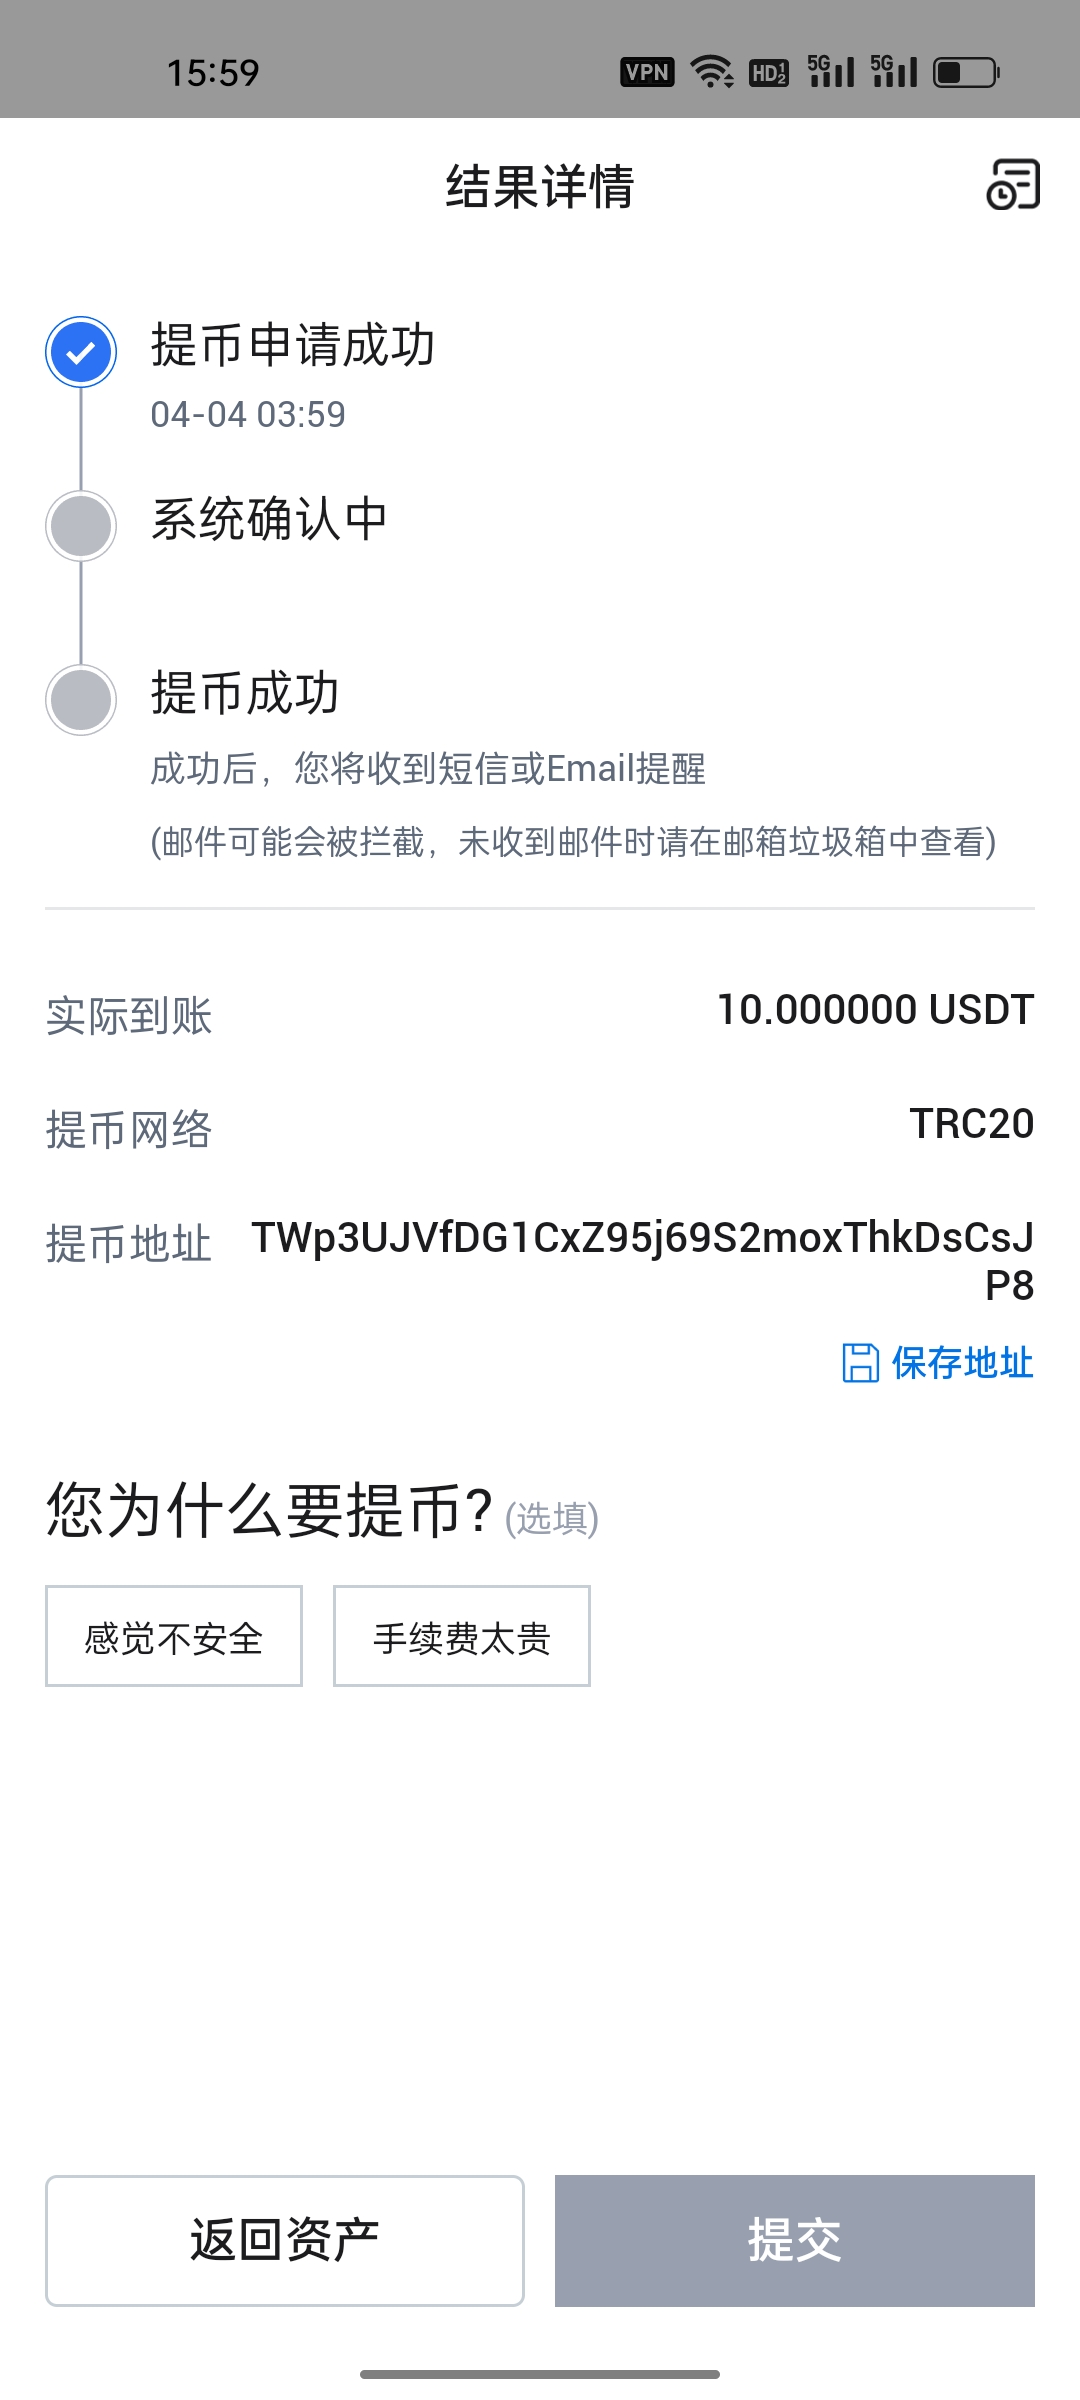 15:59
VPN HD 1 2 5G 5G
结果详情
提币申请成功
04-04 03:59
系统确认中
提币成功
成功后，您将收到短信或Email提醒
(邮件可能会被拦截，未收到邮件时请在邮箱垃圾箱中查看)
实际到账 10.000000 USDT
提币网络 TRC20
提币地址 TWp3UJVfDG1CxZ95j69S2moxThkDsCsJ
P8
保存地址
您为什么要提币? (选填)
感觉不安全 手续费太贵
返回资产 提交